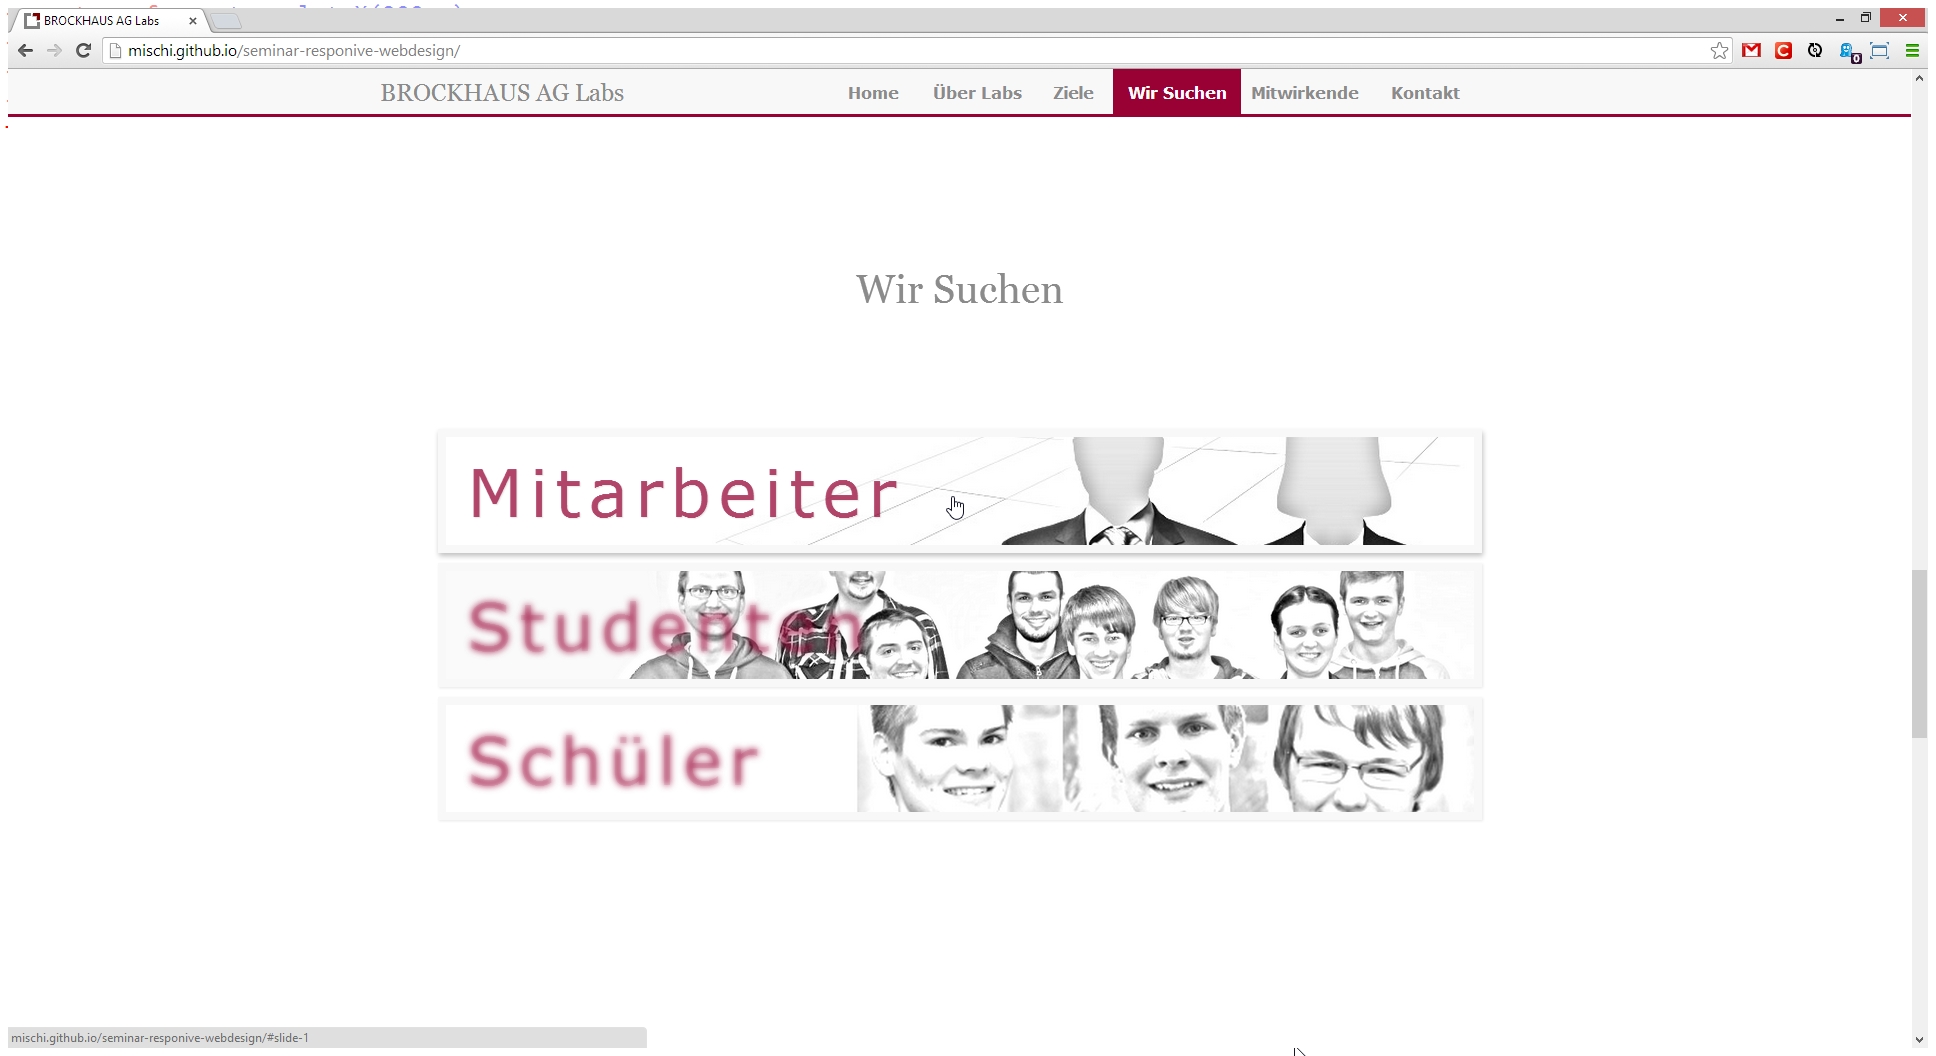 BROCKHAUS AG Labs
mischi.github.io/seminar-responive-webdesign/
0
BROCKHAUS AG Labs Home Über Labs Ziele Wir Suchen Mitwirkende Kontakt
Wir Suchen
Mitarbeiter
Studenten
Schüler
mischi.github.io/seminar-responive-webdesign/#slide-1